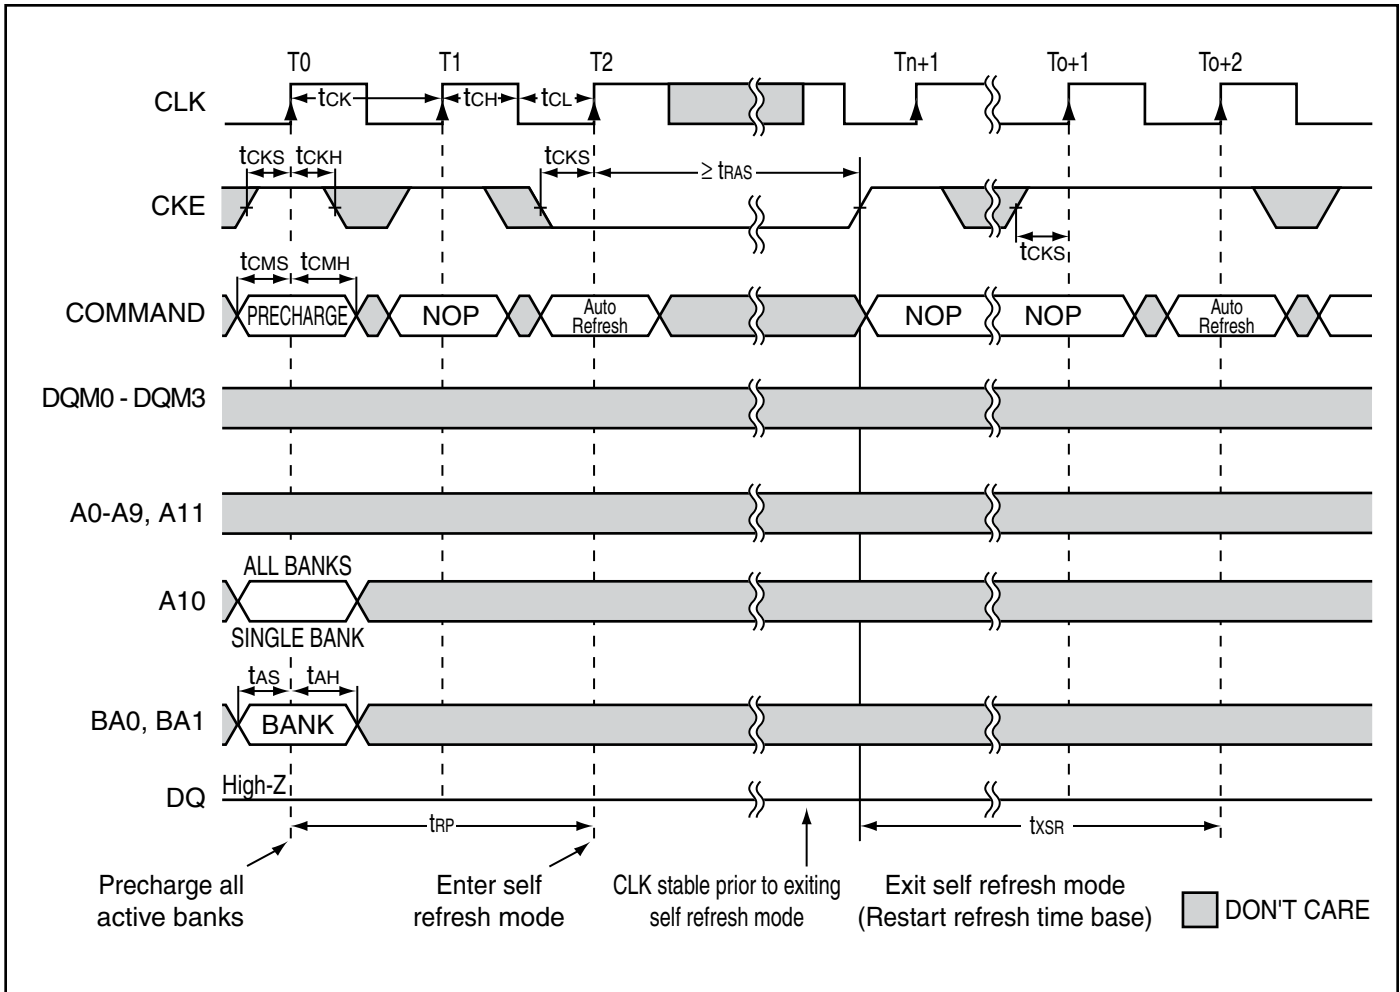 T0 T1 T2 Tn+1 To+1 To+2
CLK
tCK tCH tCL
tCKS tCKH tCKS ≥ tRAS
CKE
tCKS
tCMS tCMH
COMMAND PRECHARGE NOP Auto Refresh NOP NOP Auto Refresh
DQM0 - DQM3
A0-A9, A11
ALL BANKS
A10
SINGLE BANK
tAS tAH
BA0, BA1 BANK
DQ High-Z
tRP tXSR
Precharge all
active banks
Enter self
refresh mode
CLK stable prior to exiting
self refresh mode
Exit self refresh mode
(Restart refresh time base)
DON'T CARE